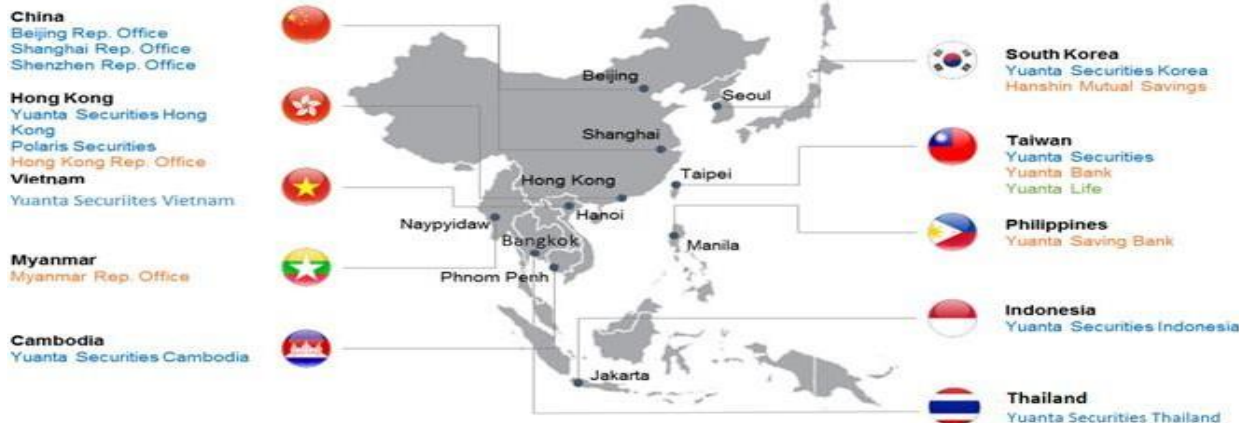 China
Beijing Rep. Office
Shanghai Rep. Office
Shenzhen Rep. Office
Hong Kong
Yuanta Securities Hong
Kong
Polaris Securities
Hong Kong Rep. Office
Vietnam
Yuanta Securiites Vietnam
Myanmar
Myanmar Rep. Office
Cambodia
Yuanta Securities Cambodia
Beijing
Seoul
Shanghai
Taipei
Hong Kong
Hanoi
Naypyidaw
Bangkok
Manila
Phnom Penh
Jakarta
South Korea
Yuanta Securities Korea
Hanshin Mutual Savings
Taiwan
Yuanta Securities
Yuanta Bank
Yuanta Life
Philippines
Yuanta Saving Bank
Indonesia
Yuanta Securities Indonesia
Thailand
Yuanta Securities Thailand